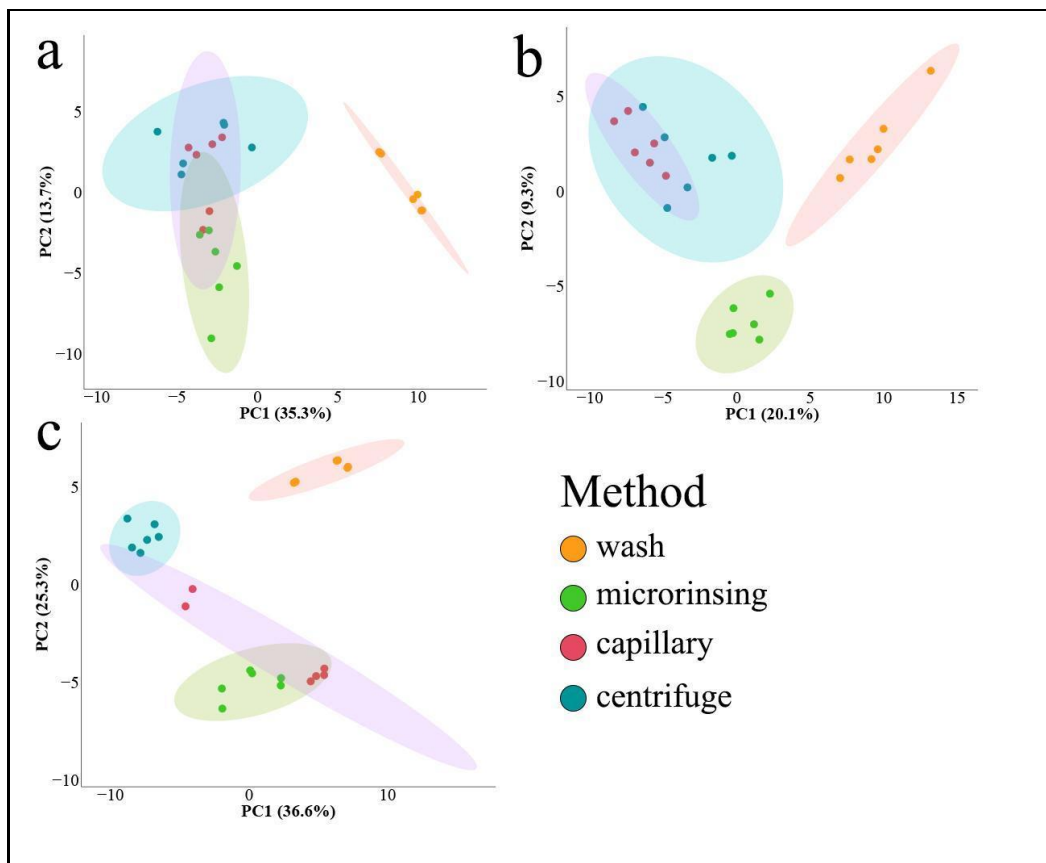 a
5
0
−5
−10
PC2 (13.7%)
−10
−5
0
5
10
PC1 (35.3%)
b
5
0
−5
−10
PC2 (9.3%)
−10
−5
0
5
10
15
PC1 (20.1%)
c
5
0
−5
−10
PC2 (25.3%)
−10
0
10
PC1 (36.6%)
Method
wash
microrinsing
capillary
centrifuge